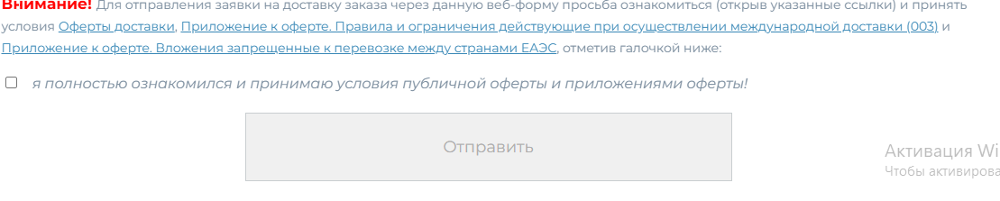 Внимание! Для отправления заявки на доставку заказа через данную веб-форму просьба ознакомиться (открыв указанные ссылки) и принять
условия Оферты доставки, Приложение к оферте. Правила и ограничения действующие при осуществлении международной доставки (003) и
Приложение к оферте. Вложения запрещенные к перевозке между странами ЕАЭС, отметив галочкой ниже:
я полностью ознакомился и принимаю условия публичной оферты и приложениями оферты!
Отправить
Активация Wi
Чтобы активирова